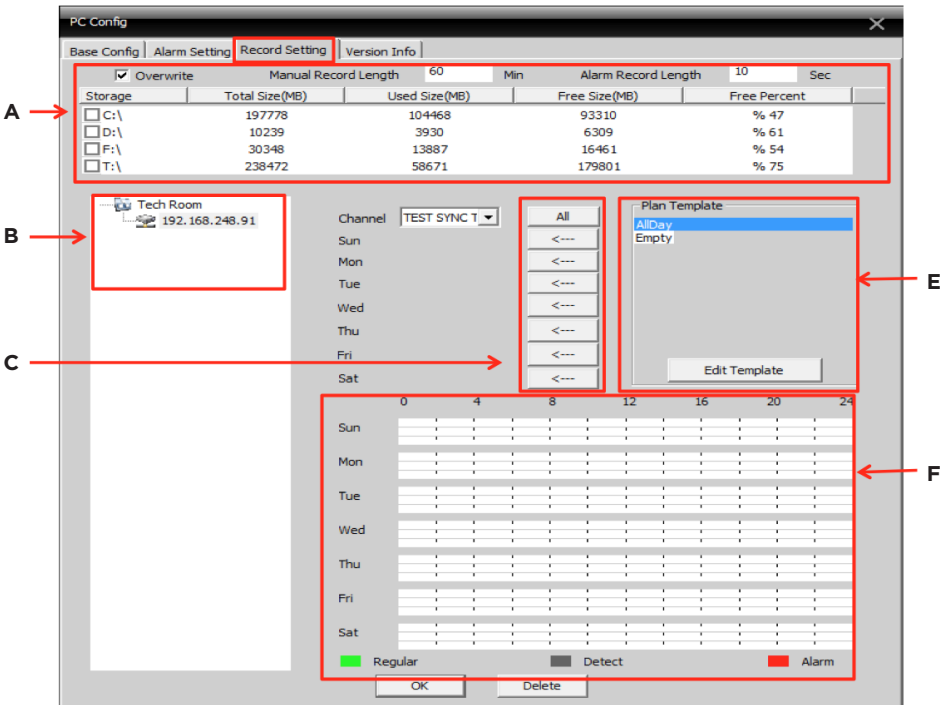 PC Config
Base Config Alarm Setting Record Setting Version Info
Overwrite Manual Record Length 60 Min Alarm Record Length 10 Sec
Storage Total Size(MB) Used Size(MB) Free Size(MB) Free Percent
A
C:\ 197778 104468 93310 % 47
D:\ 10239 3930 6309 % 61
F:\ 30348 13887 16461 % 54
T:\ 238472 58671 179801 % 75
B
Tech Room
192.168.248.91
Channel TEST SYNC T All
Sun <---
Mon <---
Tue <---
Wed <---
Thu <---
Fri <---
Sat <---
C
Plan Template
AllDay
Empty
Edit Template
E
0 4 8 12 16 20 24
Sun
Mon
Tue
Wed
Thu
Fri
Sat
F
Regular Detect Alarm
OK Delete